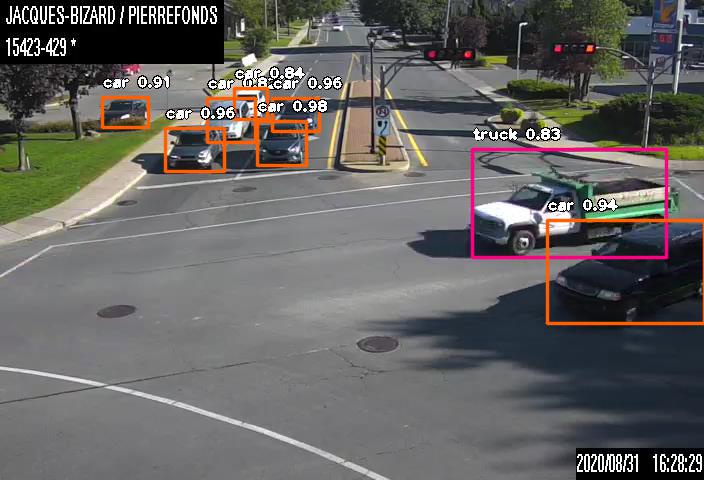 JACQUES-BIZARD / PIERREFONDS
15423-429 *
car 0.84
car 0.91
car 0.8
car 0.96
car 0.96
car 0.98
truck 0.83
car 0.94
2020/08/31 16:28:29